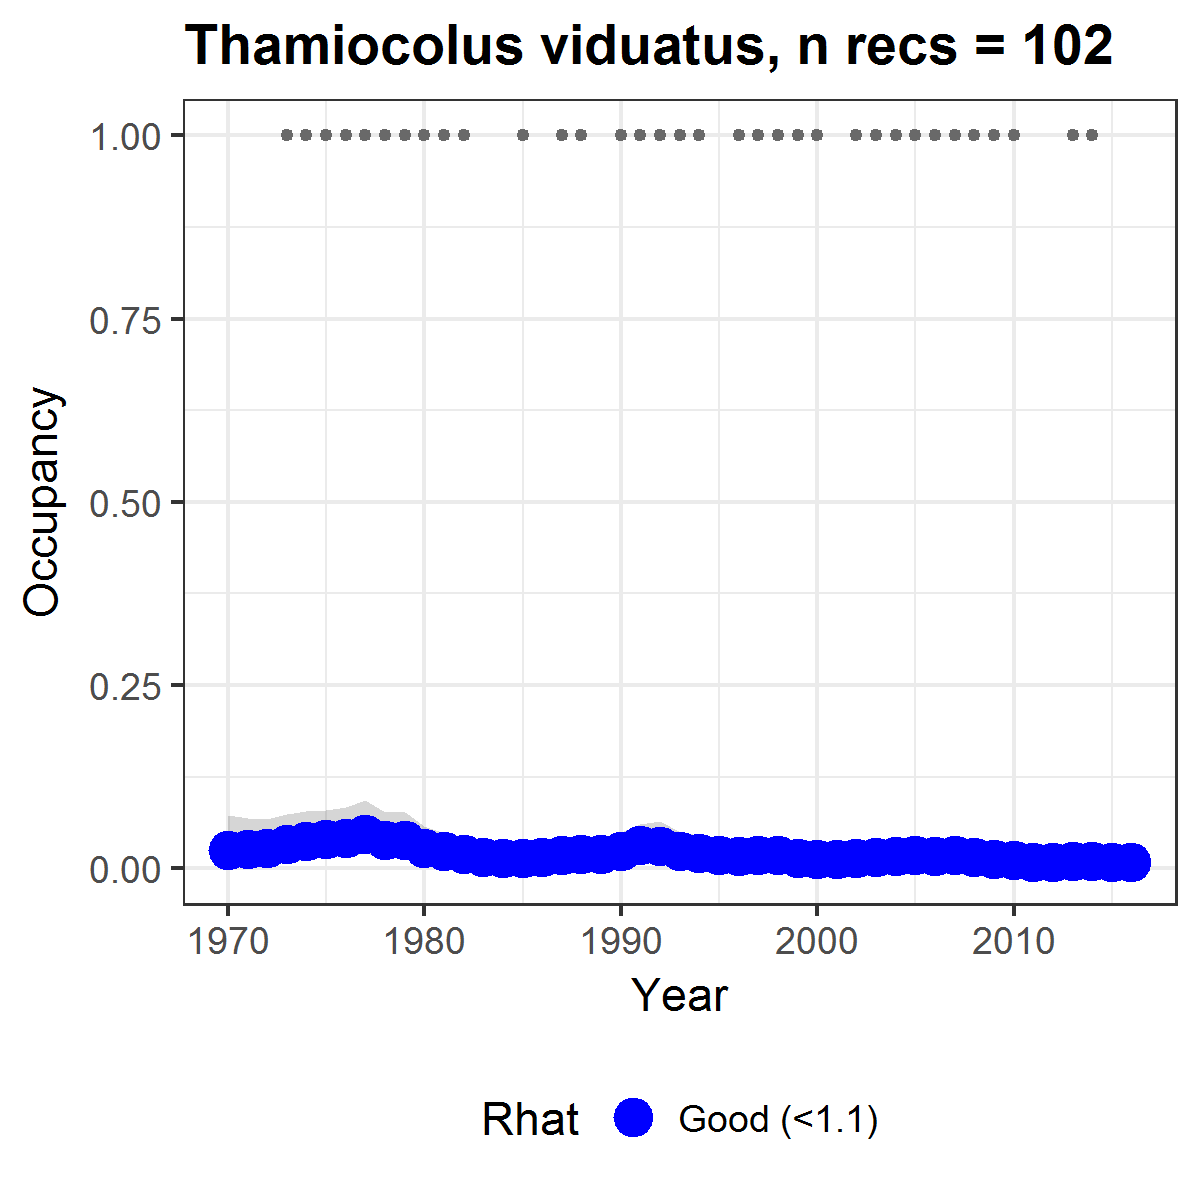 Thamiocolus viduatus, n recs = 102
1.00
0.75
0.50
0.25
0.00
Occupancy
1970 1980 1990 2000 2010
Year
Rhat Good (<1.1)